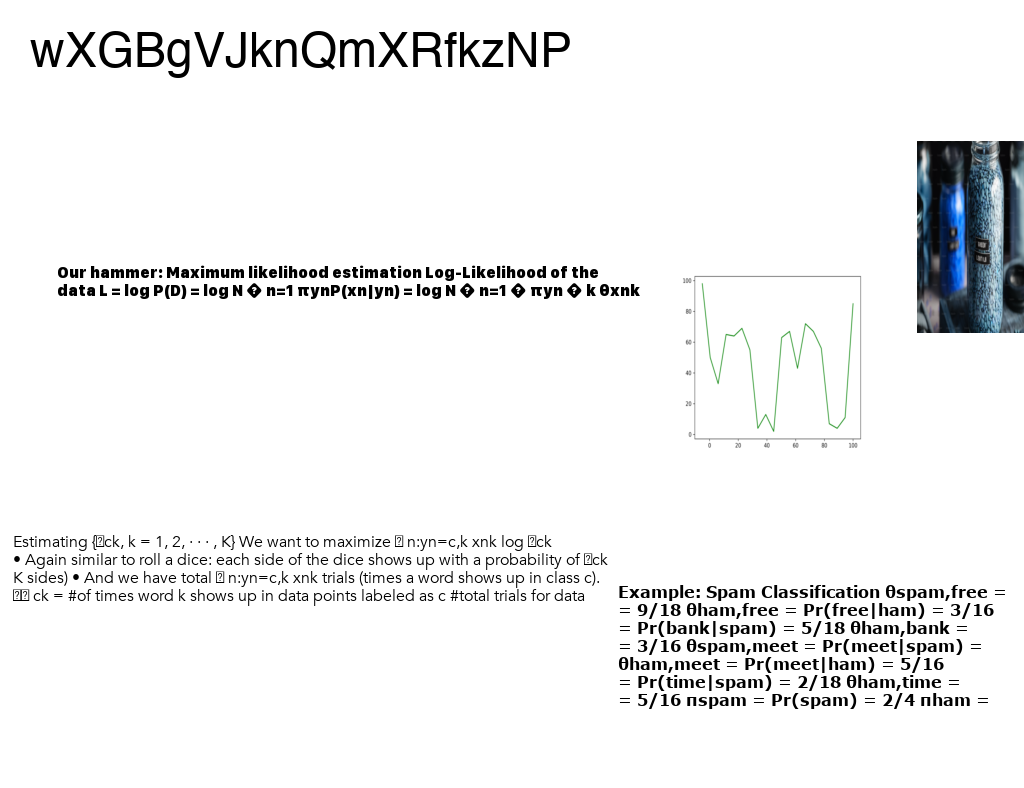 wXGBgVJknQmXRfkzNP
Our hammer: Maximum likelihood estimation Log-Likelihood of the
data L = log P(D) = log N � n=1 πynP(xn|yn) = log N � n=1 � πyn � k θxnk
100
80
60
40
20
0
0 20 40 60 80 100
Estimating {ck, k = 1, 2, · · · , K} We want to maximize n:yn=c,k xnk log ck
• Again similar to roll a dice: each side of the dice shows up with a probability of ck
K sides) • And we have total n:yn=c,k xnk trials (times a word shows up in class c).
ck = #of times word k shows up in data points labeled as c #total trials for data
Example: Spam Classification θspam,free =
= 9/18 θham,free = Pr(free|ham) = 3/16
= Pr(bank|spam) = 5/18 θham,bank =
= 3/16 θspam,meet = Pr(meet|spam) =
θham,meet = Pr(meet|ham) = 5/16
= Pr(time|spam) = 2/18 θham,time =
= 5/16 πspam = Pr(spam) = 2/4 πham =